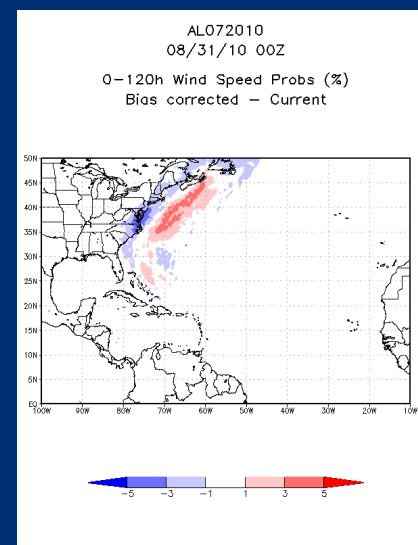 AL072010
08/31/10 00Z
0-120h Wind Speed Probs (%)
Bias corrected - Current
50N
45N
40N
35N
30N
25N
20N
15N
10N
5N
EQ
100W 90W 80W 70W 60W 50W 40W 30W 20W 10W
-5 -3 -1 1 3 5